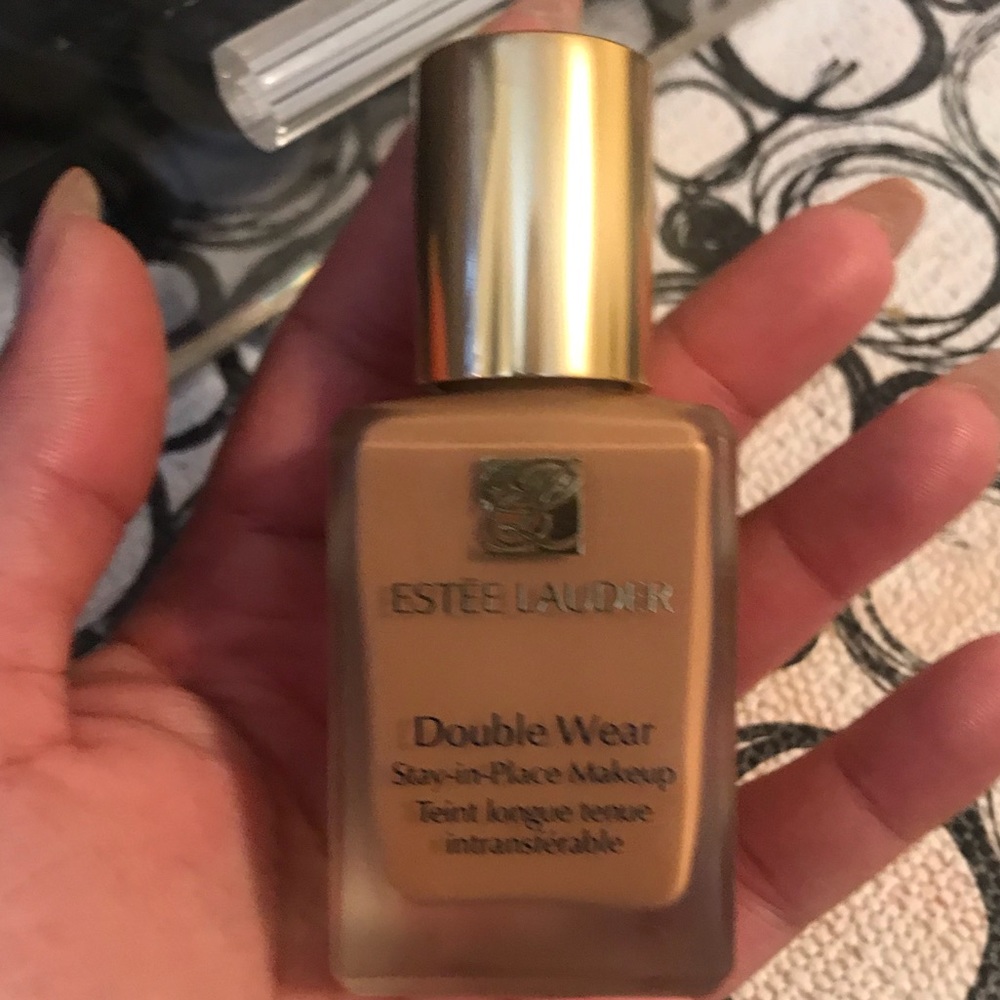 ESTĒE LAUDER
Double Wear
Stay-in-Place Makeup
Teint longue tenue
intransférable